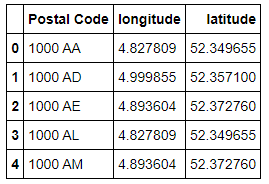 Postal Code longitude latitude
0 1000 AA 4.827809 52.349655
1 1000 AD 4.999855 52.357100
2 1000 AE 4.893604 52.372760
3 1000 AL 4.827809 52.349655
4 1000 AM 4.893604 52.372760